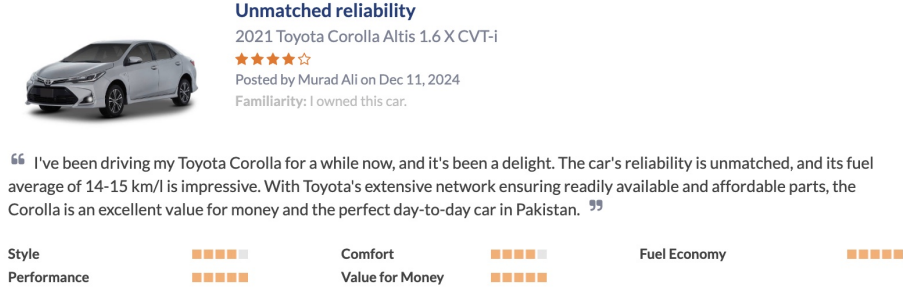 Unmatched reliability
2021 Toyota Corolla Altis 1.6 X CVT-i
Posted by Murad Ali on Dec 11, 2024
Familiarity: I owned this car.
“ I've been driving my Toyota Corolla for a while now, and it's been a delight. The car's reliability is unmatched, and its fuel
average of 14-15 km/l is impressive. With Toyota's extensive network ensuring readily available and affordable parts, the
Corolla is an excellent value for money and the perfect day-to-day car in Pakistan. ”
Style Comfort Fuel Economy
Performance Value for Money